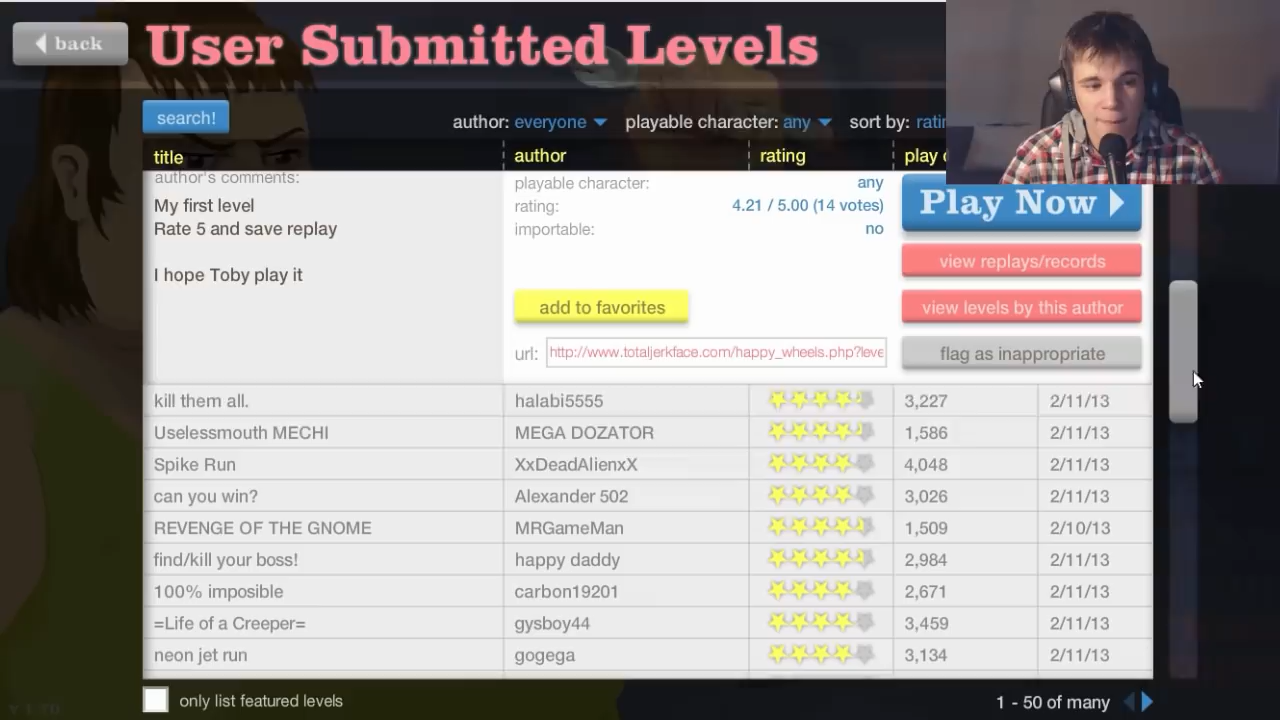 back
User Submitted Levels
search!
author: everyone playable character: any sort by:
title author rating
author's comments:
My first level
Rate 5 and save replay
I hope Toby play it
playable character: any
rating: 4.21 / 5.00 (14 votes)
importable: no
add to favorites
url: http://www.totaljerkface.com/happy_wheels.php?leve
Play Now
view replays/records
view levels by this author
flag as inappropriate
kill them all. halabi5555 3,227 2/11/13
Uselessmouth MECHI MEGA DOZATOR 1,586 2/11/13
Spike Run XxDeadAlienxX 4,048 2/11/13
can you win? Alexander 502 3,026 2/11/13
REVENGE OF THE GNOME MRGameMan 1,509 2/10/13
find/kill your boss! happy daddy 2,984 2/11/13
100% imposible carbon19201 2,671 2/11/13
=Life of a Creeper= gysboy44 3,459 2/11/13
neon jet run gogega 3,134 2/11/13
only list featured levels
1 - 50 of many